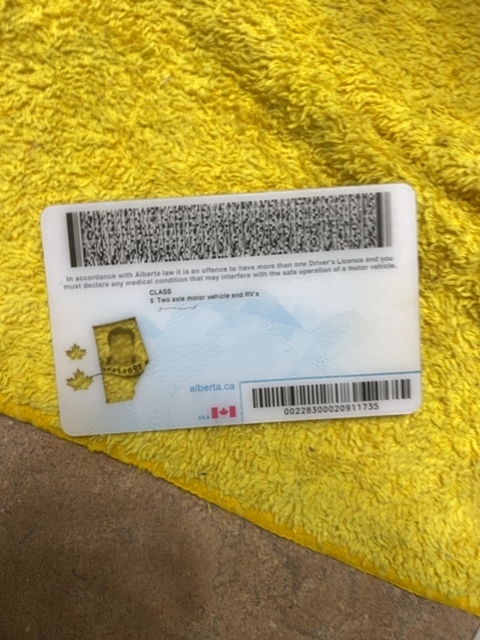 In accordance with Alberta law it is an offence to have more than one Driver's Licence and you
must declare any medical condition that may interfere with the safe operation of a motor vehicle.
CLASS
5 Two axle motor vehicle and RV's
alberta.ca
00228300020911735